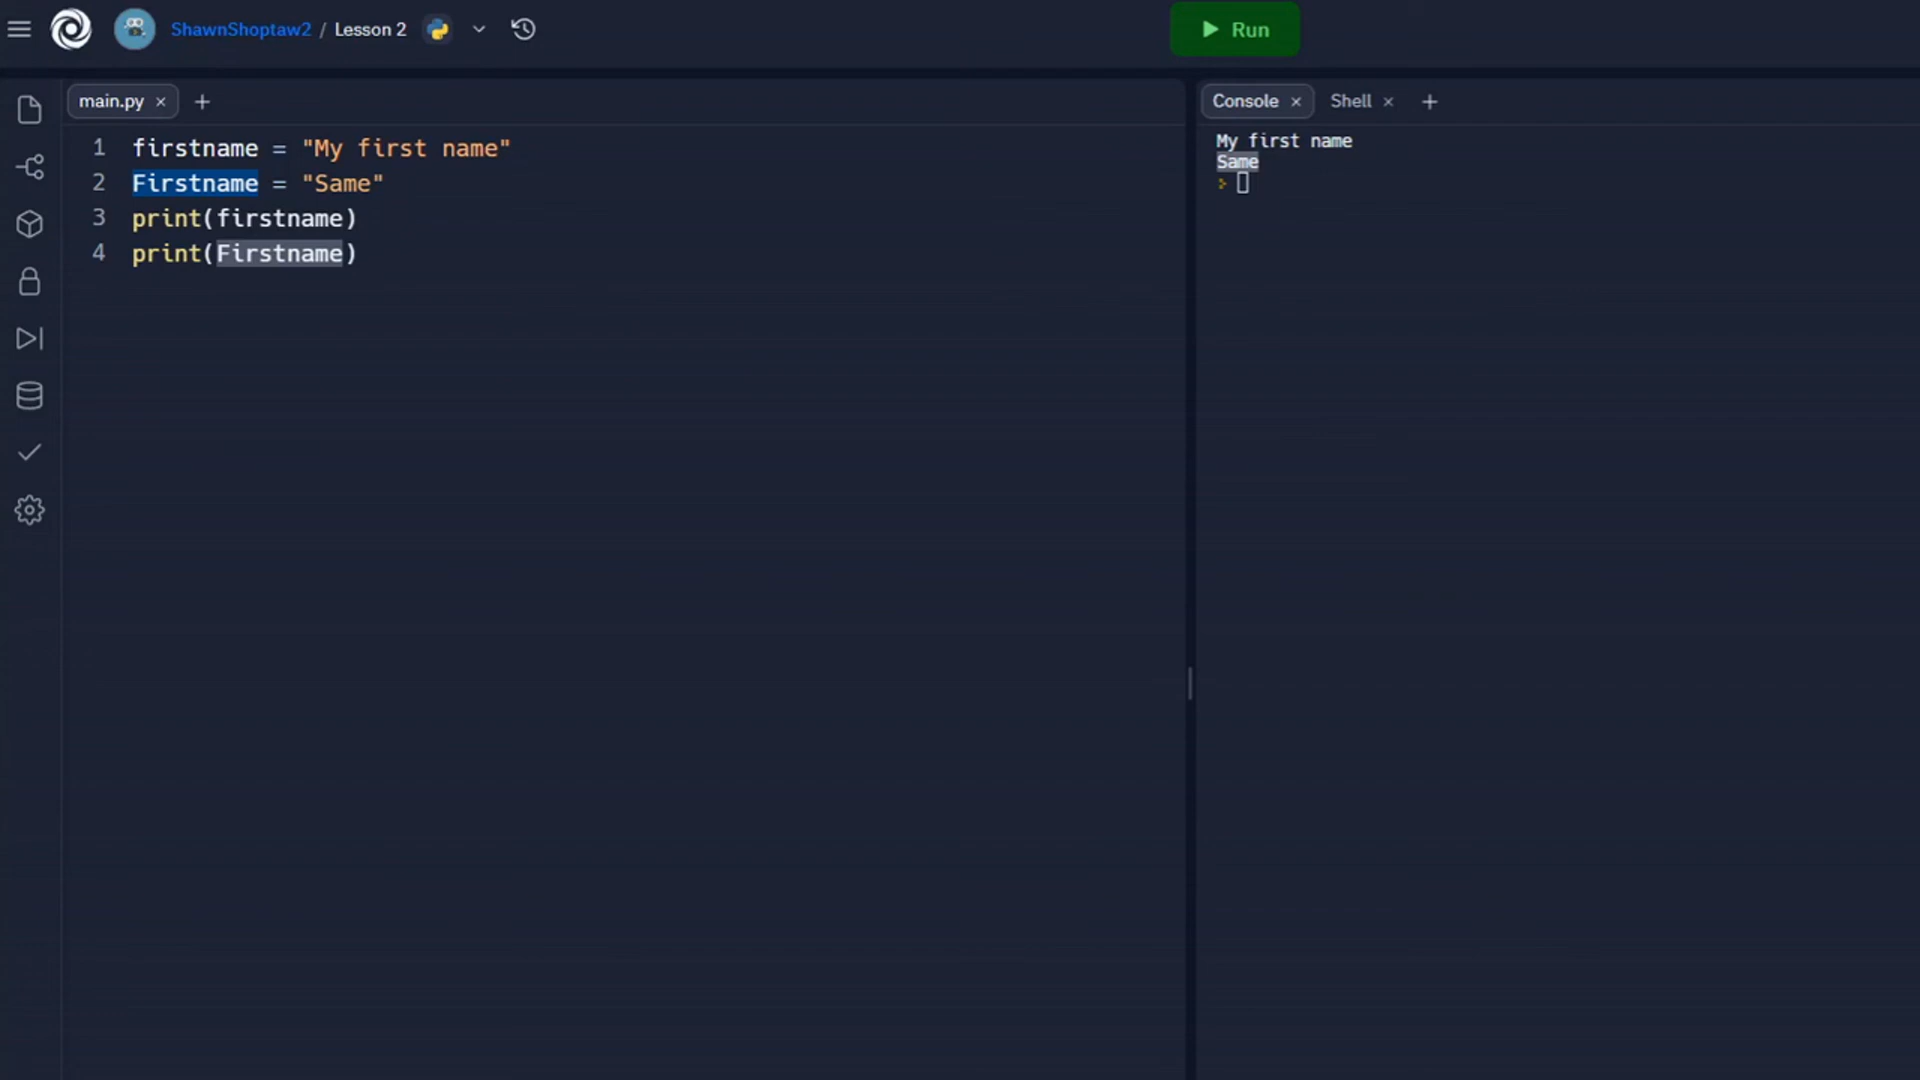 ShawnShoptaw2 / Lesson 2
Run
main.py
Console
Shell
1 firstname = "My first name"
2 Firstname = "Same"
3 print(firstname)
4 print(Firstname)
My first name
Same